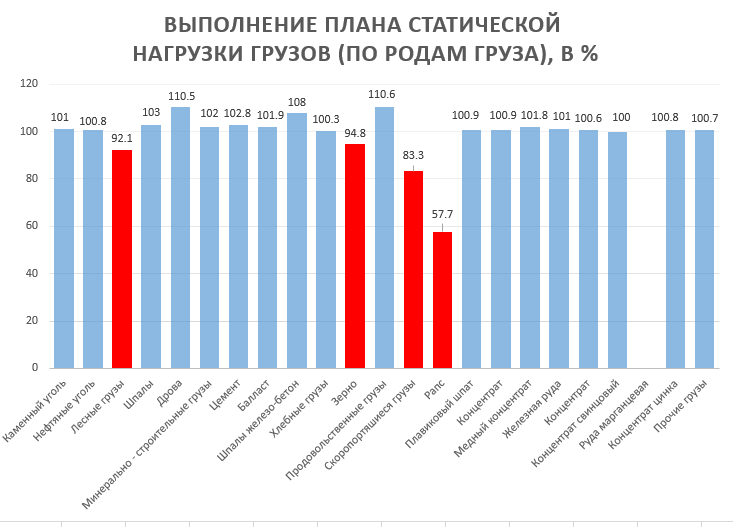 ВЫПОЛНЕНИЕ ПЛАНА СТАТИЧЕСКОЙ
НАГРУЗКИ ГРУЗОВ (ПО РОДАМ ГРУЗА), В %
120
100
80
60
40
20
0
101
100.8
92.1
103
110.5
102
102.8
101.9
108
100.3
94.8
110.6
83.3
57.7
100.9
100.9
101.8
101
100.6
100
100.8
100.7
Каменный уголь
Нефтяные уголь
Лесные грузы
Шпалы
Дрова
Минерально - строительные грузы
Цемент
Балласт
Шпалы железо-бетон
Хлебные грузы
Зерно
Продовольственные грузы
Скоропортяшиеся грузы
Рапс
Плавиковый шпат
Концентрат
Медный концентрат
Железная руда
Концентрат
Концентрат свинцовый
Руда марганцевая
Концентрат цинка
Прочие грузы